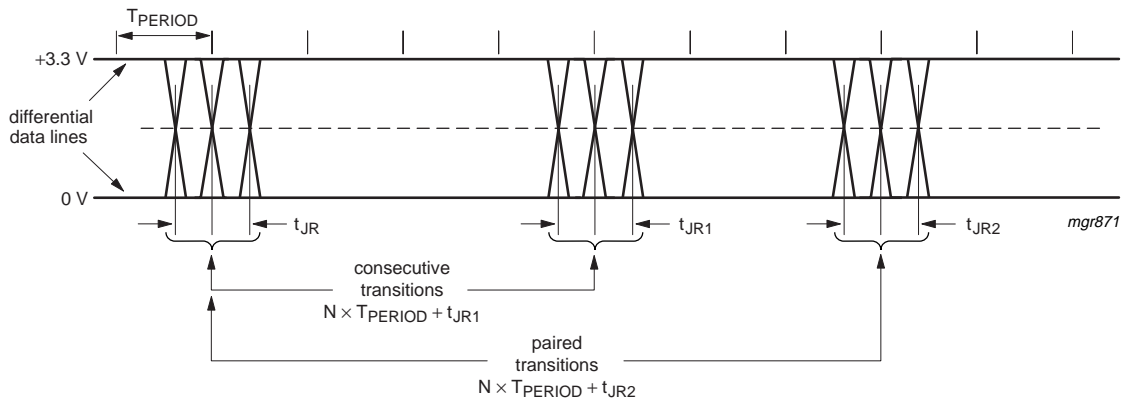 TPERIOD
+3.3 V
differential
data lines
0 V
tJR
tJR1
tJR2
mgr871
consecutive
transitions
N × TPERIOD + tJR1
paired
transitions
N × TPERIOD + tJR2